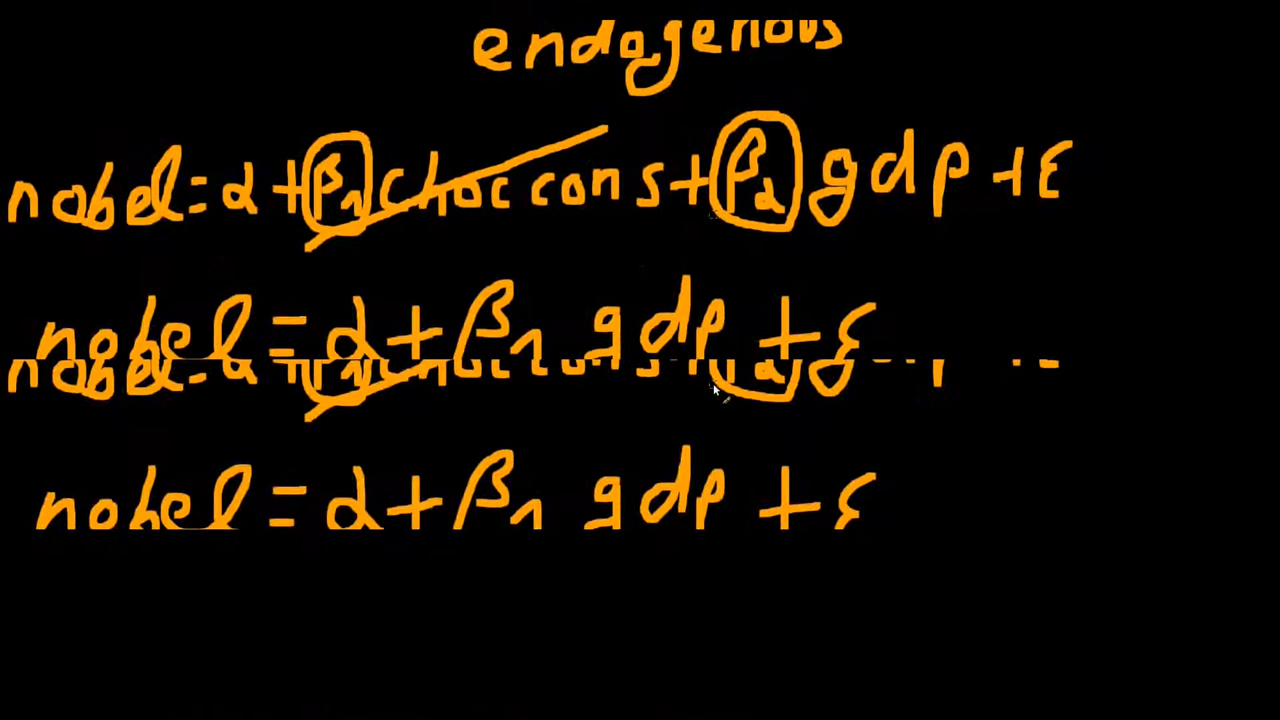 endogenous
nobel=α+β1 choccons+β2 gdp+ε
nobel=α+β1 gdp+ε
nobel=α+β1 gdp+ε